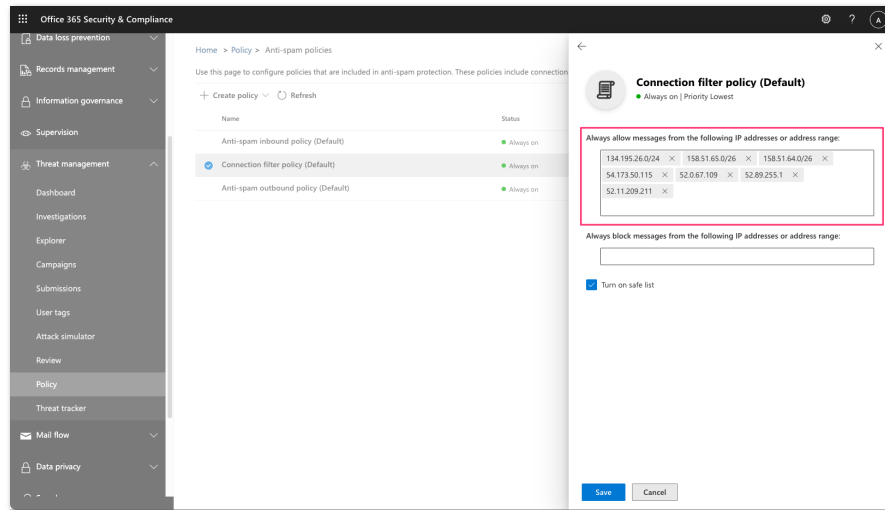 Office 365 Security & Compliance
?
A
Data loss prevention
Records management
Information governance
Supervision
Threat management
Dashboard
Investigations
Explorer
Campaigns
Submissions
User tags
Attack simulator
Review
Policy
Threat tracker
Mail flow
Data privacy
Home > Policy > Anti-spam policies
Use this page to configure policies that are included in anti-spam protection. These policies include connection
Create policy
Refresh
Name Status
Anti-spam inbound policy (Default) Always on
Connection filter policy (Default) Always on
Anti-spam outbound policy (Default) Always on
Connection filter policy (Default)
Always on | Priority Lowest
Always allow messages from the following IP addresses or address range:
134.195.26.0/24 × 158.51.65.0/26 × 158.51.64.0/26 ×
54.173.50.115 × 52.0.67.109 × 52.89.255.1 ×
52.11.209.211 ×
Always block messages from the following IP addresses or address range:
Turn on safe list
Save Cancel